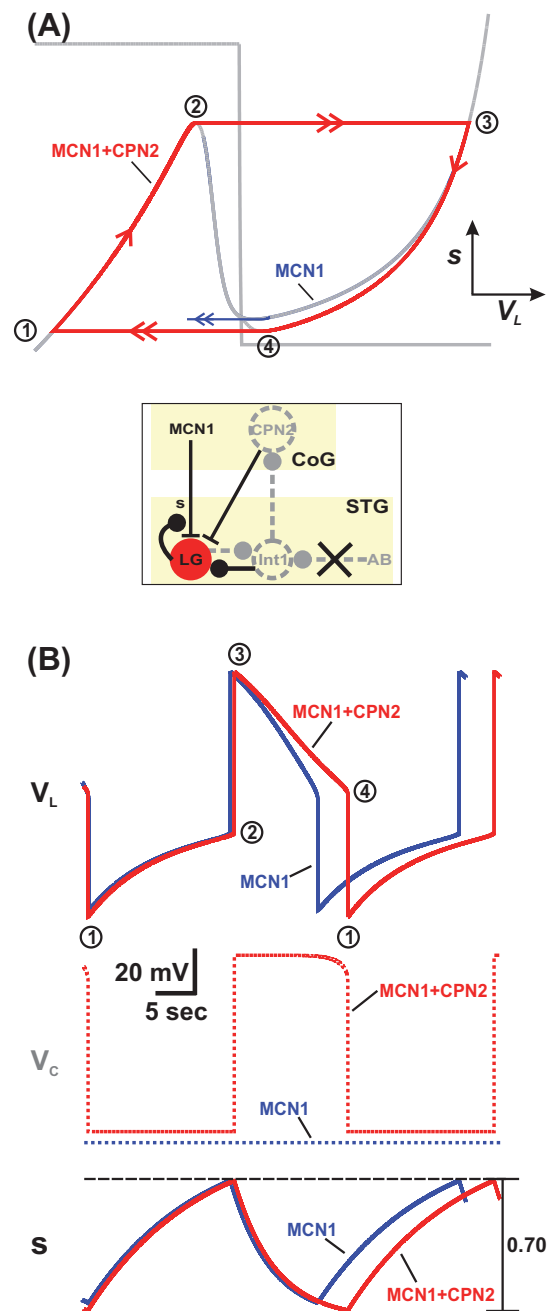 (A)
②
③
MCN1+CPN2
MCN1
s
V_L
①
④
MCN1
CPN2
CoG
s
STG
LG
Int1
AB
(B)
③
MCN1+CPN2
V_L
④
②
MCN1
①
①
20 mV
5 sec
MCN1+CPN2
V_C
MCN1
s
MCN1
0.70
MCN1+CPN2